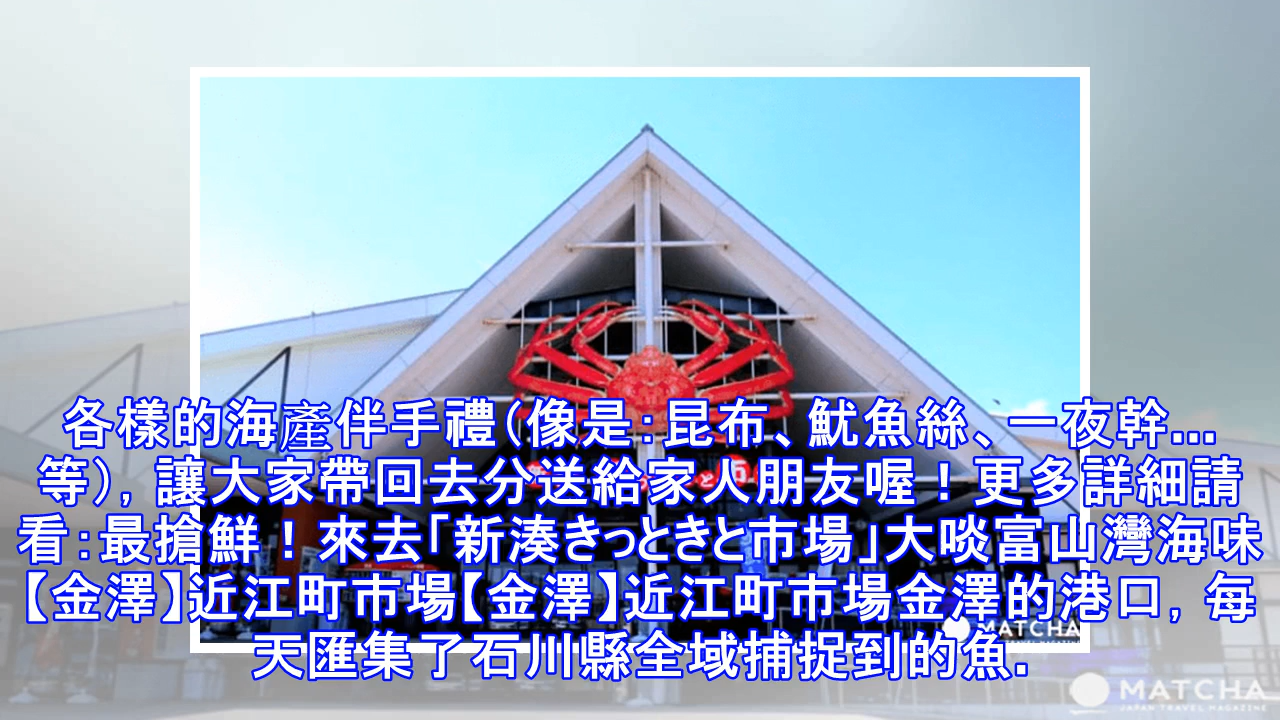 各樣的海產伴手禮(像是:昆布、魷魚絲、一夜幹...
等),讓大家帶回去分送給家人朋友喔!更多詳細請
看:最搶鮮!來去「新湊きっときと市場」大啖富山灣海味
【金澤】近江町市場【金澤】近江町市場金澤的港口,每
天匯集了石川縣全域捕捉到的魚.
MATCHA
MATCHA
JAPAN TRAVEL MAGAZINE